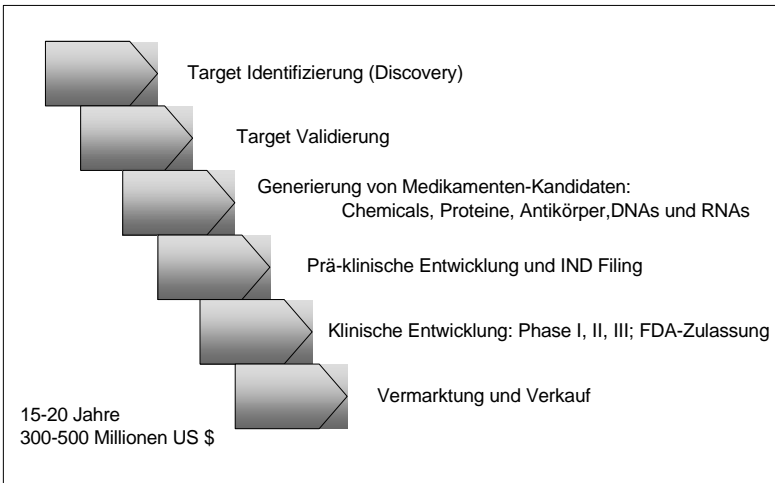 Target Identifizierung (Discovery)
Target Validierung
Generierung von Medikamenten-Kandidaten:
Chemicals, Proteine, Antikörper,DNAs und RNAs
Prä-klinische Entwicklung und IND Filing
Klinische Entwicklung: Phase I, II, III; FDA-Zulassung
Vermarktung und Verkauf
15-20 Jahre
300-500 Millionen US $